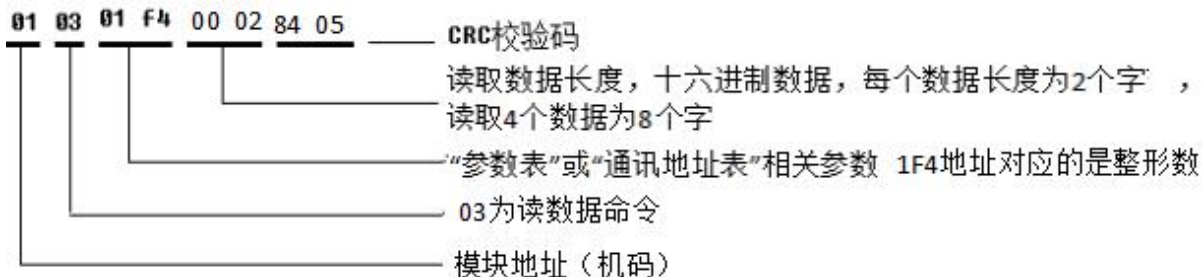 01 03 01 F4 00 02 84 05
CRC校验码
读取数据长度，十六进制数据，每个数据长度为2个字 ，
读取4个数据为8个字
“参数表”或“通讯地址表”相关参数 1F4地址对应的是整形数
03为读数据命令
模块地址（机码）